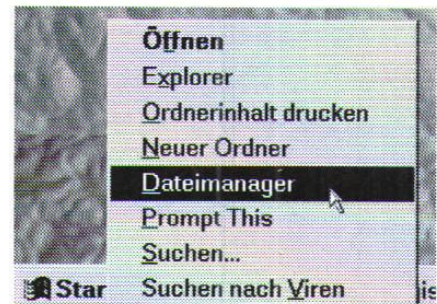 Öffnen
Explorer
Ordnerinhalt drucken
Neuer Ordner
Dateimanager
Prompt This
Suchen...
Suchen nach Viren
Star